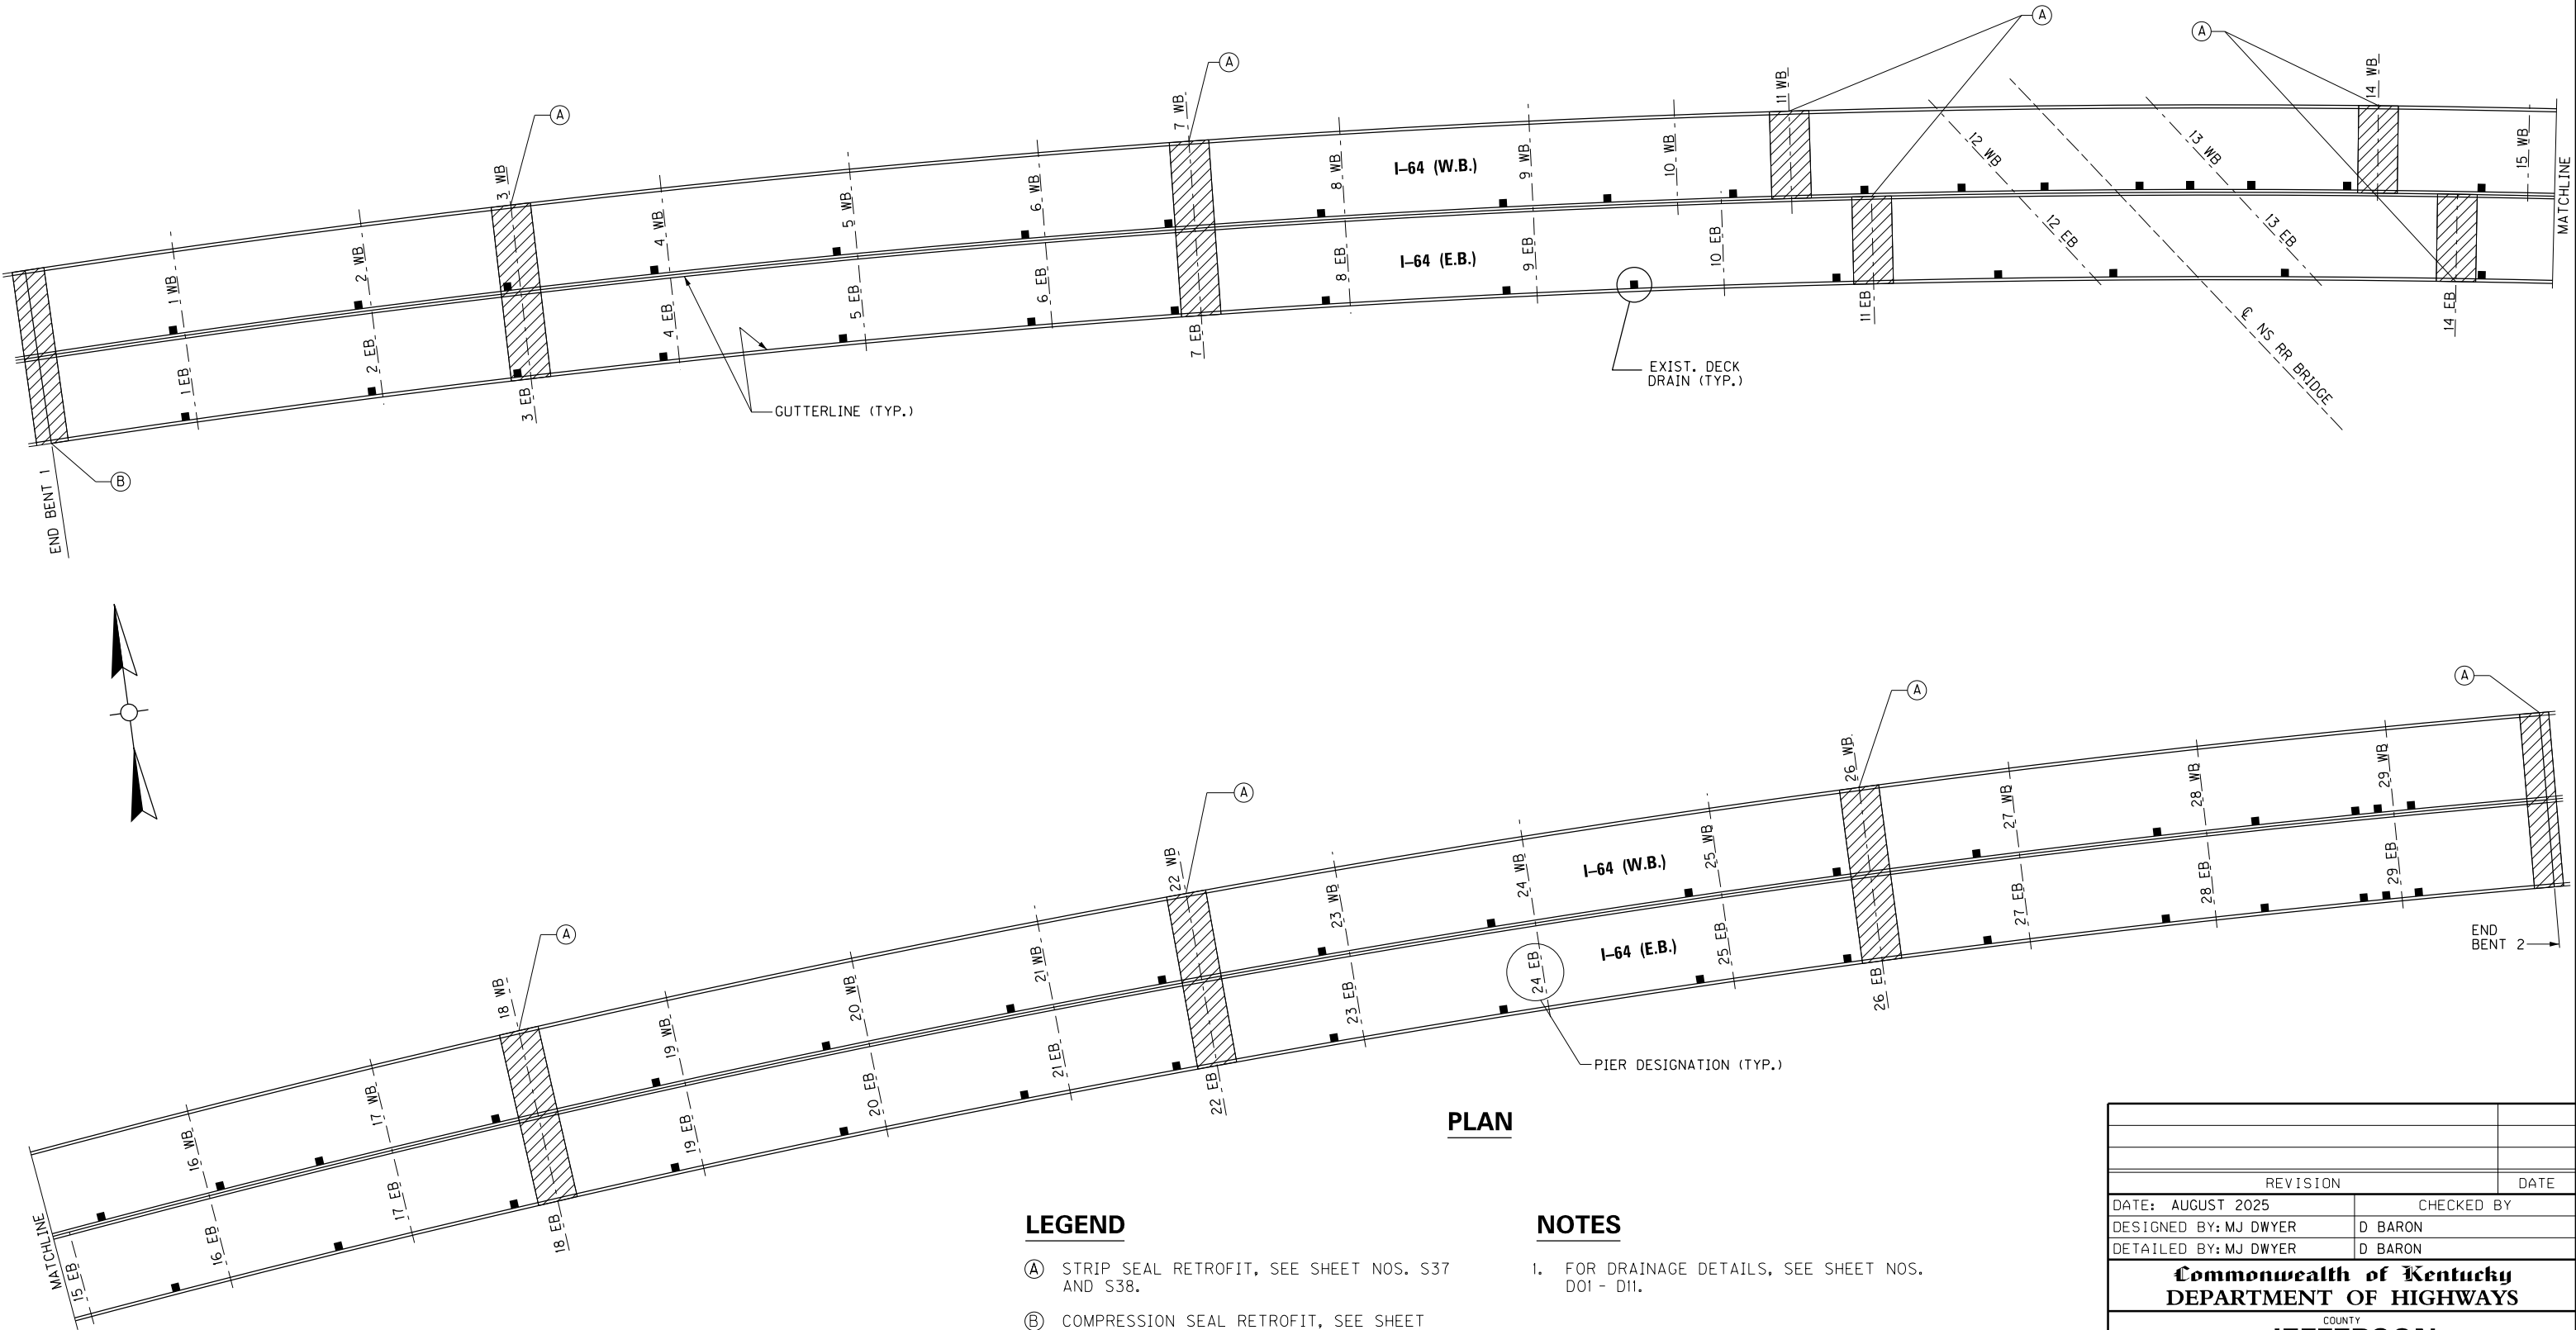 A
A
A
A
3 WB
7 WB
11 WB
14 WB
1 WB
2 WB
4 WB
5 WB
6 WB
8 WB
9 WB
10 WB
12 WB
13 WB
15 WB
I-64 (W.B.)
I-64 (E.B.)
MATCHLINE
1 EB
2 EB
3 EB
4 EB
5 EB
6 EB
7 EB
8 EB
9 EB
10 EB
11 EB
12 EB
13 EB
14 EB
℄ NS RR BRIDGE
EXIST. DECK
DRAIN (TYP.)
GUTTERLINE (TYP.)
B
END BENT 1
A
A
A
A
16 WB
17 WB
18 WB
19 WB
20 WB
21 WB
22 WB
23 WB
24 WB
25 WB
26 WB
27 WB
28 WB
29 WB
I-64 (W.B.)
I-64 (E.B.)
MATCHLINE
15 EB
16 EB
17 EB
18 EB
19 EB
20 EB
21 EB
22 EB
23 EB
24 EB
25 EB
26 EB
27 EB
28 EB
29 EB
END
BENT 2
PIER DESIGNATION (TYP.)
PLAN
LEGEND
A STRIP SEAL RETROFIT, SEE SHEET NOS. S37
AND S38.
B COMPRESSION SEAL RETROFIT, SEE SHEET
NOTES
1. FOR DRAINAGE DETAILS, SEE SHEET NOS.
D01 - D11.
REVISION DATE
DATE: AUGUST 2025 CHECKED BY
DESIGNED BY: MJ DWYER D BARON
DETAILED BY: MJ DWYER D BARON
Commonwealth of Kentucky
DEPARTMENT OF HIGHWAYS
COUNTY